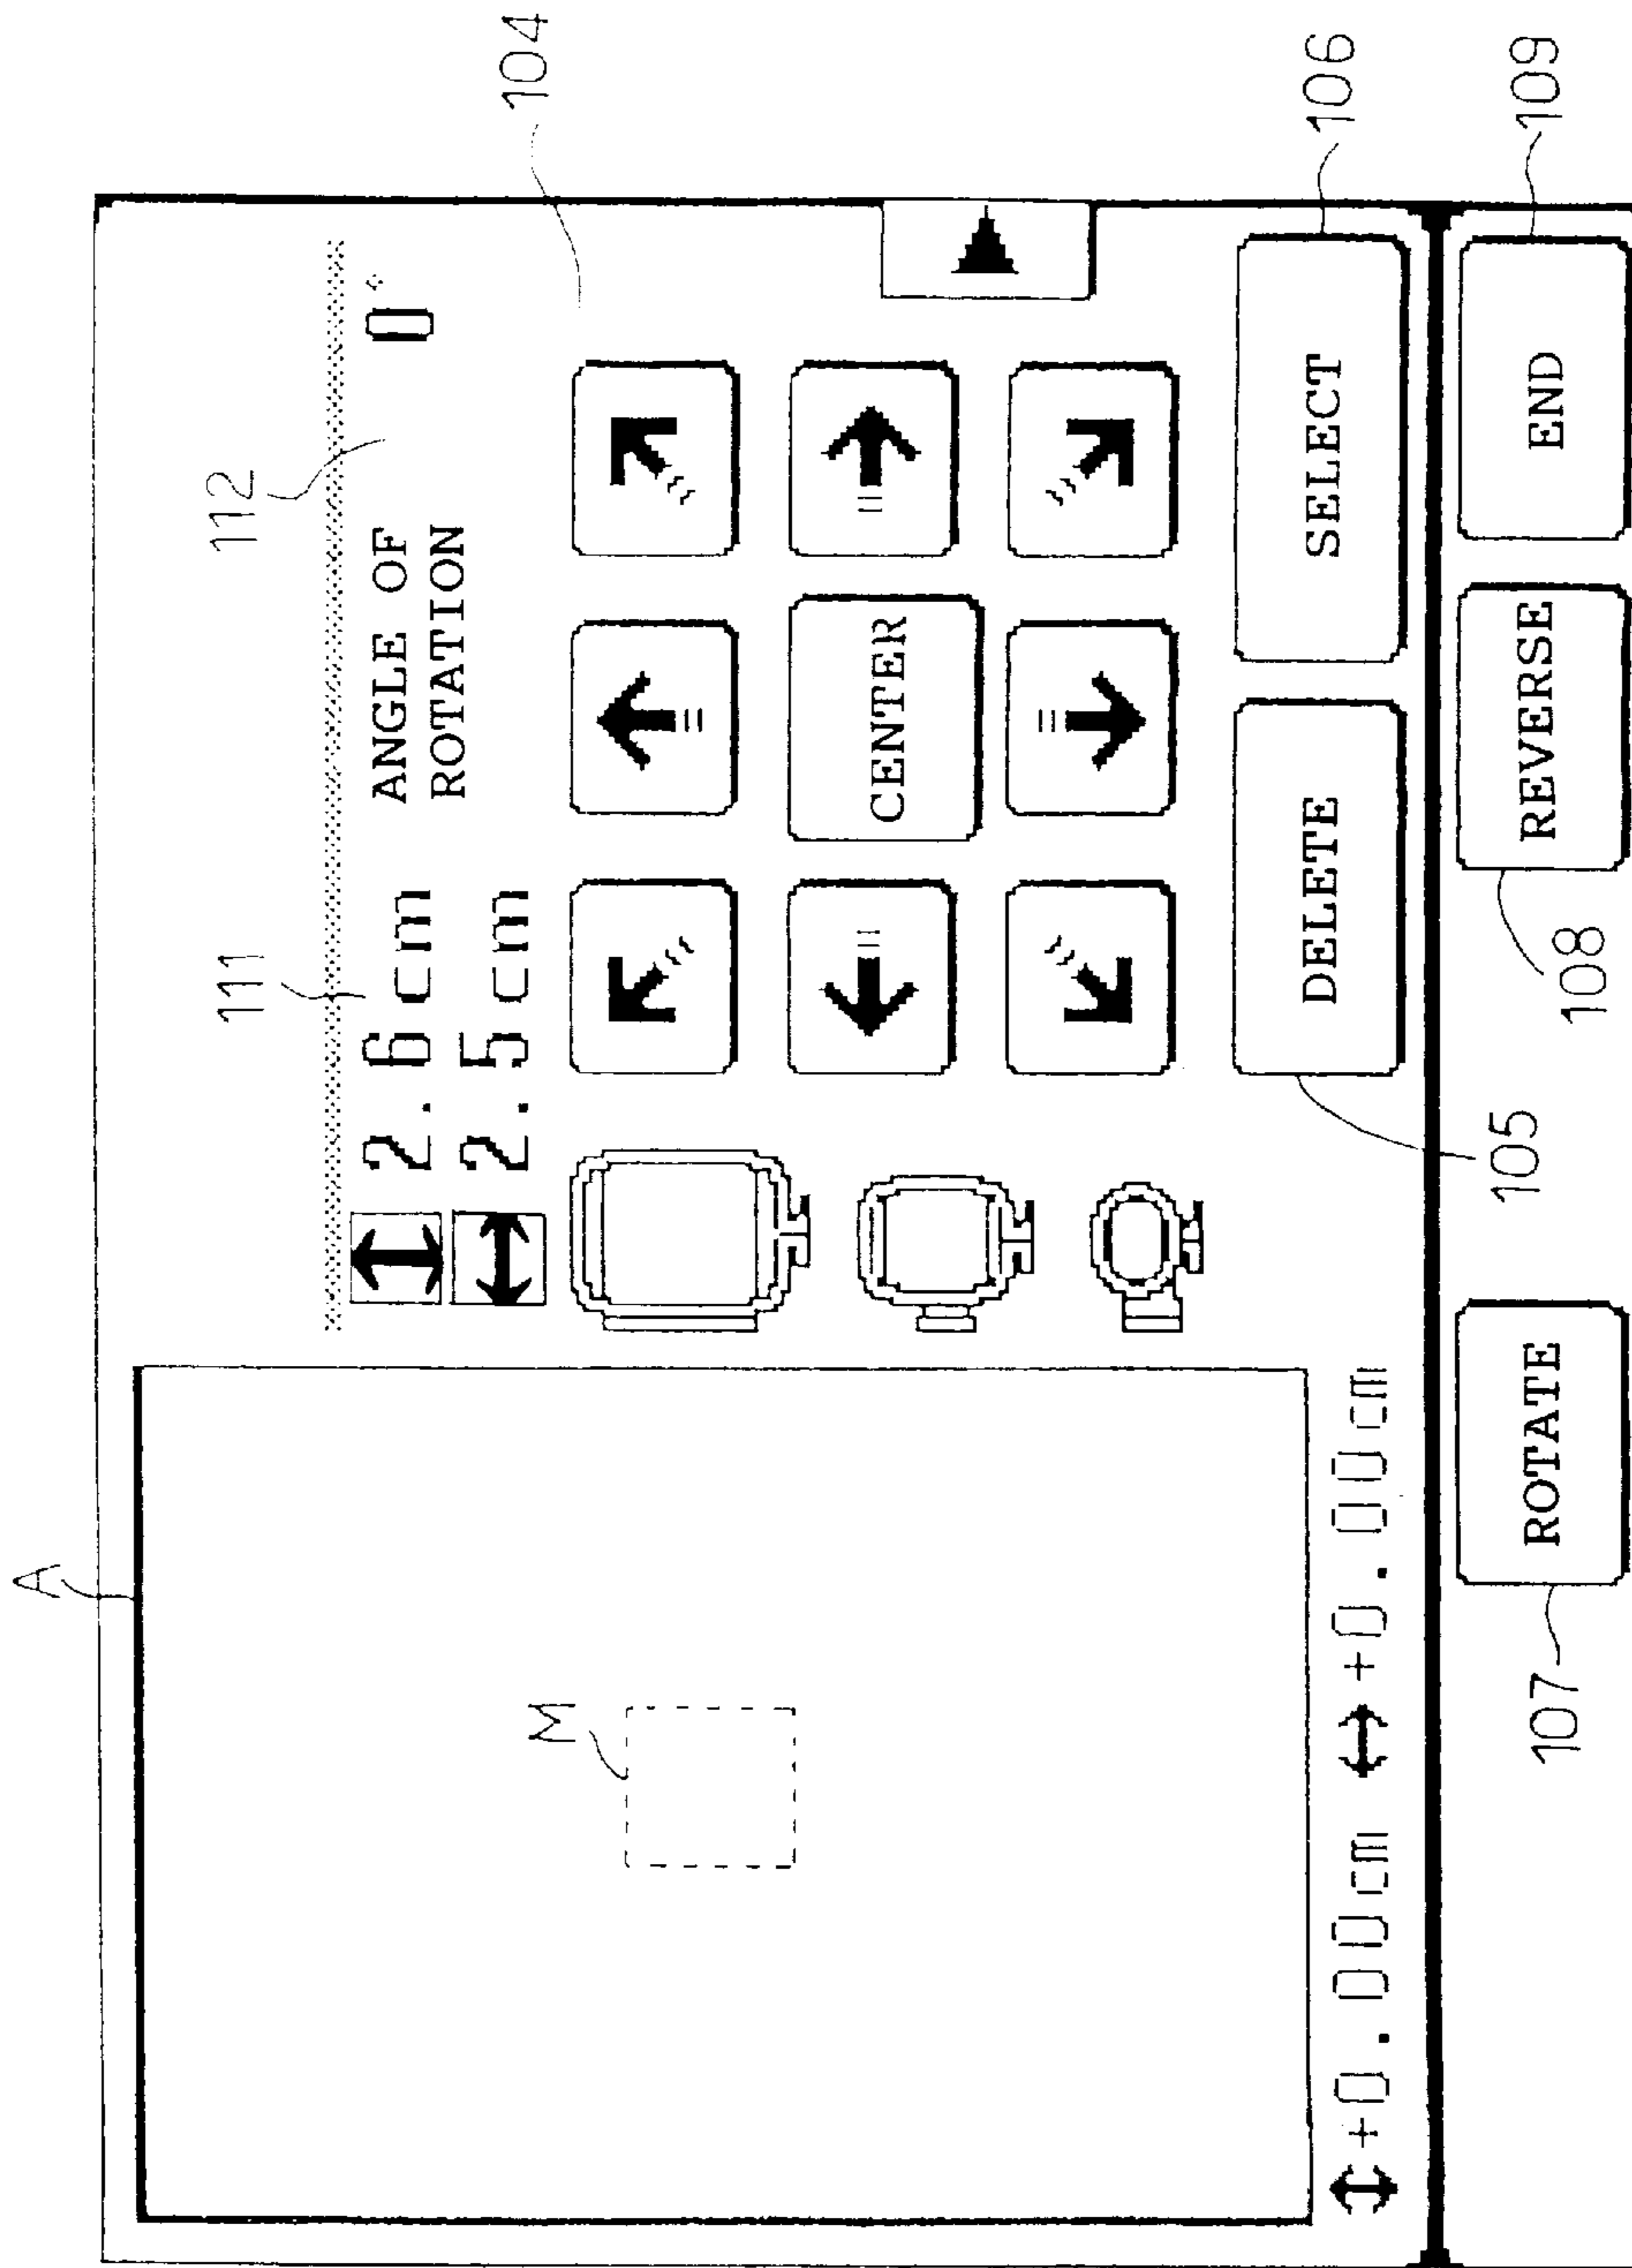 A
M
+0.00cm
+0.00cm
111
112
2.6cm
2.5cm
ANGLE OF
ROTATION
0°
104
CENTER
DELETE
SELECT
105
106
ROTATE
REVERSE
END
107
108
109